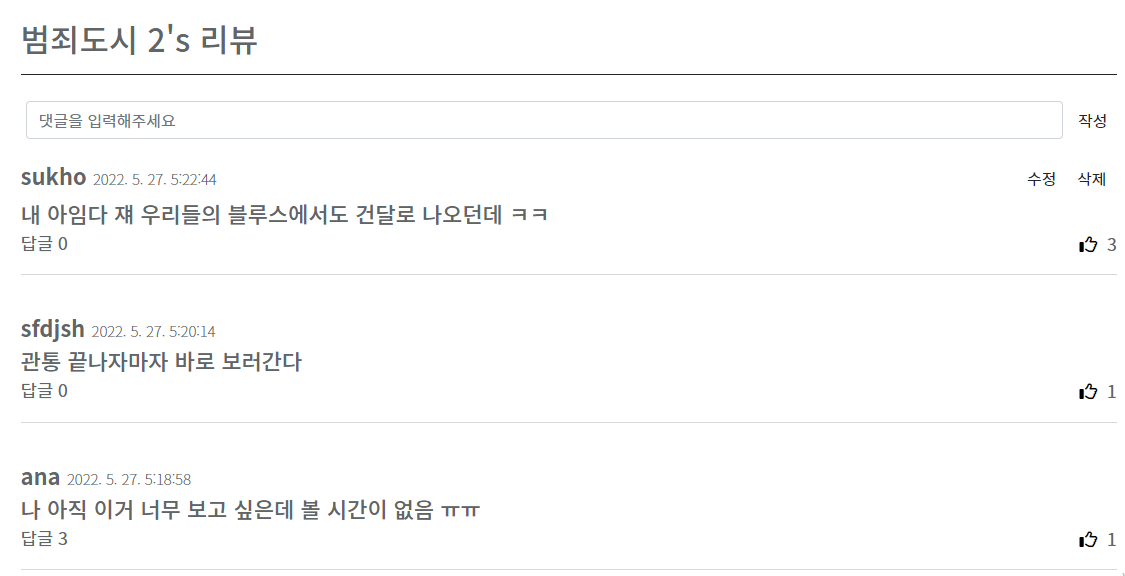 범죄도시 2's 리뷰
댓글을 입력해주세요 작성
sukho 2022. 5. 27. 5:22:44 수정 삭제
내 아임다 쟤 우리들의 블루스에서도 건달로 나오던데 ㅋㅋ
답글 0 3
sfdjsh 2022. 5. 27. 5:20:14
관통 끝나자마자 바로 보러간다
답글 0 1
ana 2022. 5. 27. 5:18:58
나 아직 이거 너무 보고 싶은데 볼 시간이 없음 ㅠㅠ
답글 3 1